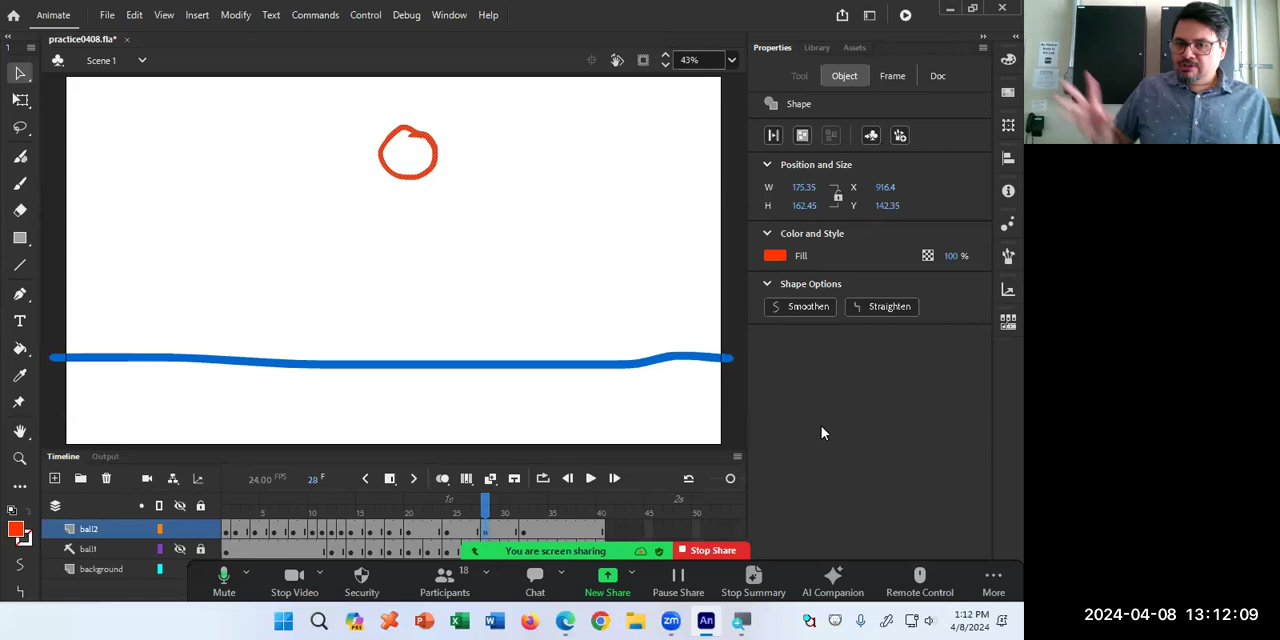 Animate File Edit View Insert Modify Text Commands Control Debug Window Help
practice0408.fla*
Scene 1 43%
Properties Library Assets
Tool Object Frame Doc
Shape
Position and Size
W 175.35 X 916.4
H 162.45 Y 142.35
Color and Style
Fill 100 %
Shape Options
Smoothen Straighten
Timeline Output
24.00 FPS 28 F
1s 2s
5 10 15 20 25 30 35 40 45 50
ball2
ball1
background
You are screen sharing Stop Share
18
Mute Stop Video Security Participants Chat New Share Pause Share Stop Summary AI Companion Remote Control More
1:12 PM
4/8/2024
2024-04-08 13:12:09